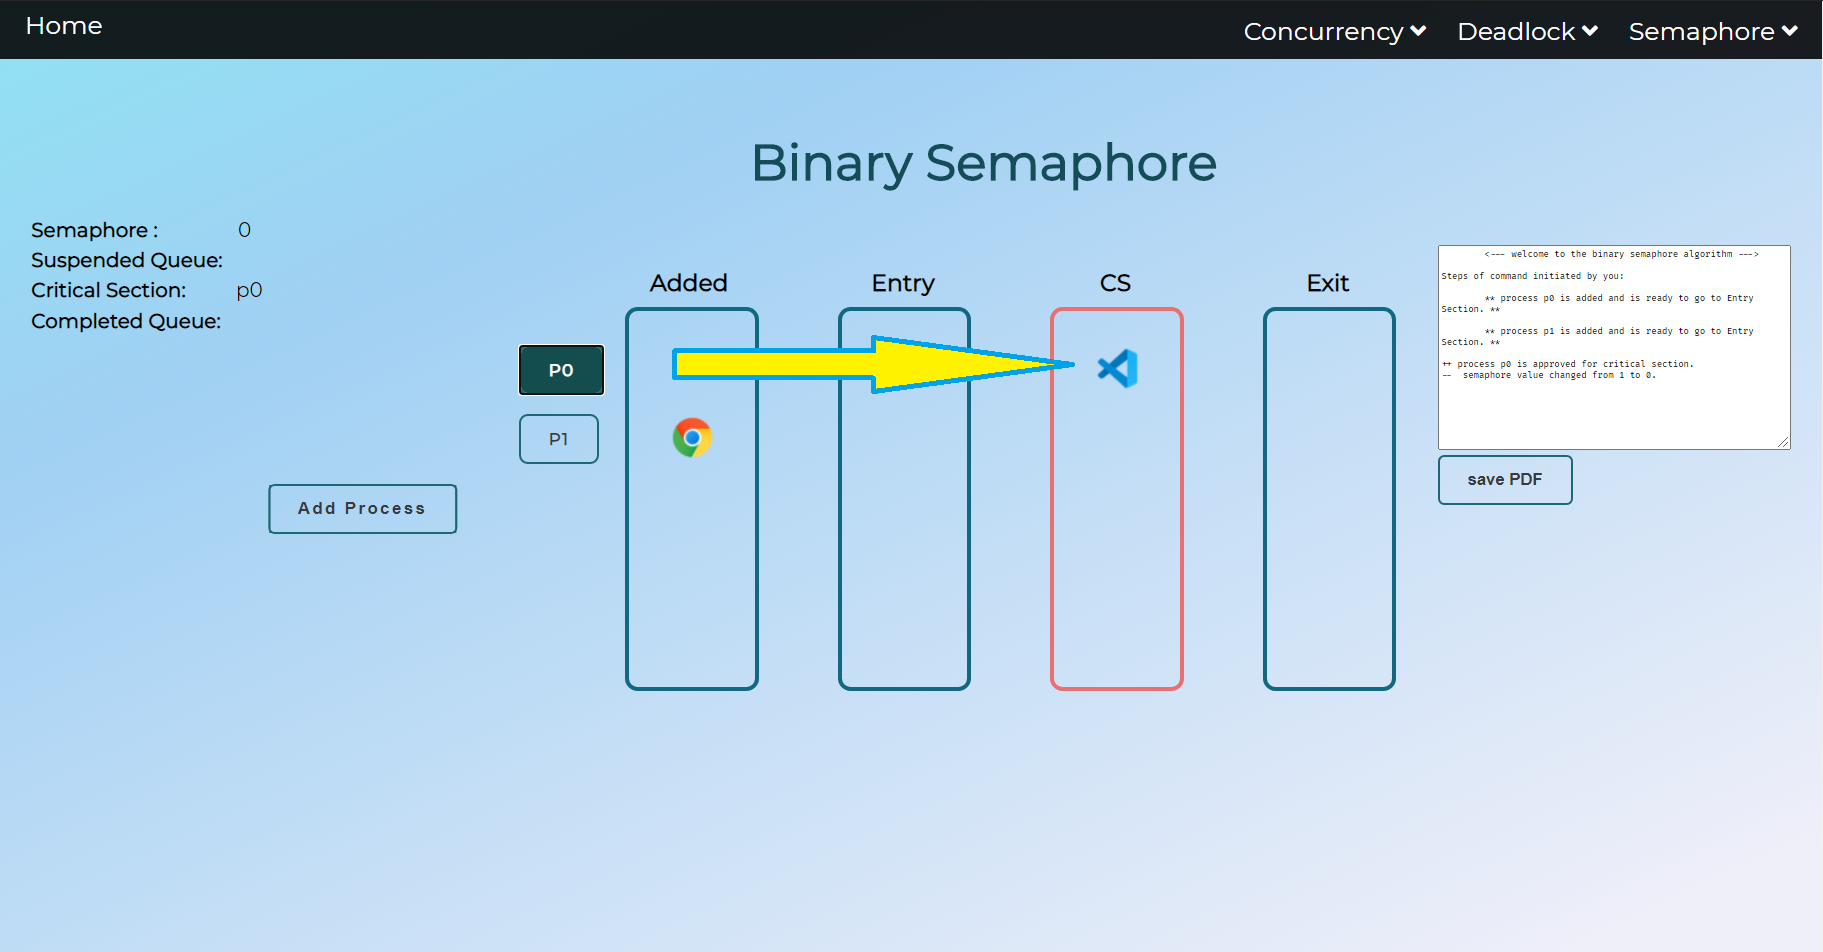 Home
Concurrency
Deadlock
Semaphore
Binary Semaphore
Semaphore : 0
Suspended Queue:
Critical Section: p0
Completed Queue:
Added
Entry
CS
Exit
P0
P1
Add Process
<--- welcome to the binary semaphore algorithm --->
Steps of command initiated by you:
** process p0 is added and is ready to go to Entry
Section. **
** process p1 is added and is ready to go to Entry
Section. **
++ process p0 is approved for critical section.
-- semaphore value changed from 1 to 0.
save PDF